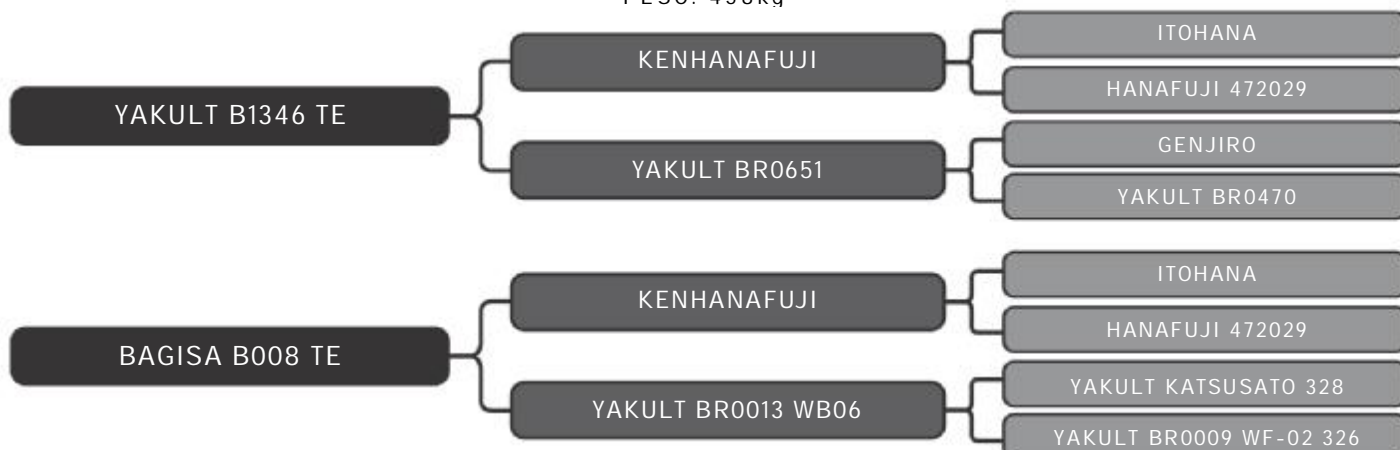 ITOHANA
KENHANAFUJI
HANAFUJI 472029
YAKULT B1346 TE
GENJIRO
YAKULT BR0651
YAKULT BR0470
ITOHANA
KENHANAFUJI
HANAFUJI 472029
BAGISA B008 TE
YAKULT KATSUSATO 328
YAKULT BR0013 WB06
YAKULT BR0009 WF-02 326